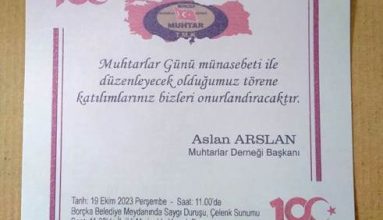 MUHTAR
Muhtarlar Günü münasebeti ile
düzenleyecek olduğumuz törene
katılımlarınız bizleri onurlandıracaktır.
Aslan ARSLAN
Muhtarlar Derneği Başkanı
Tarih: 19 Ekim 2023 Perşembe - Saat: 11.00'de
Borçka Belediye Meydanında Saygı Duruşu, Çelenk Sunumu